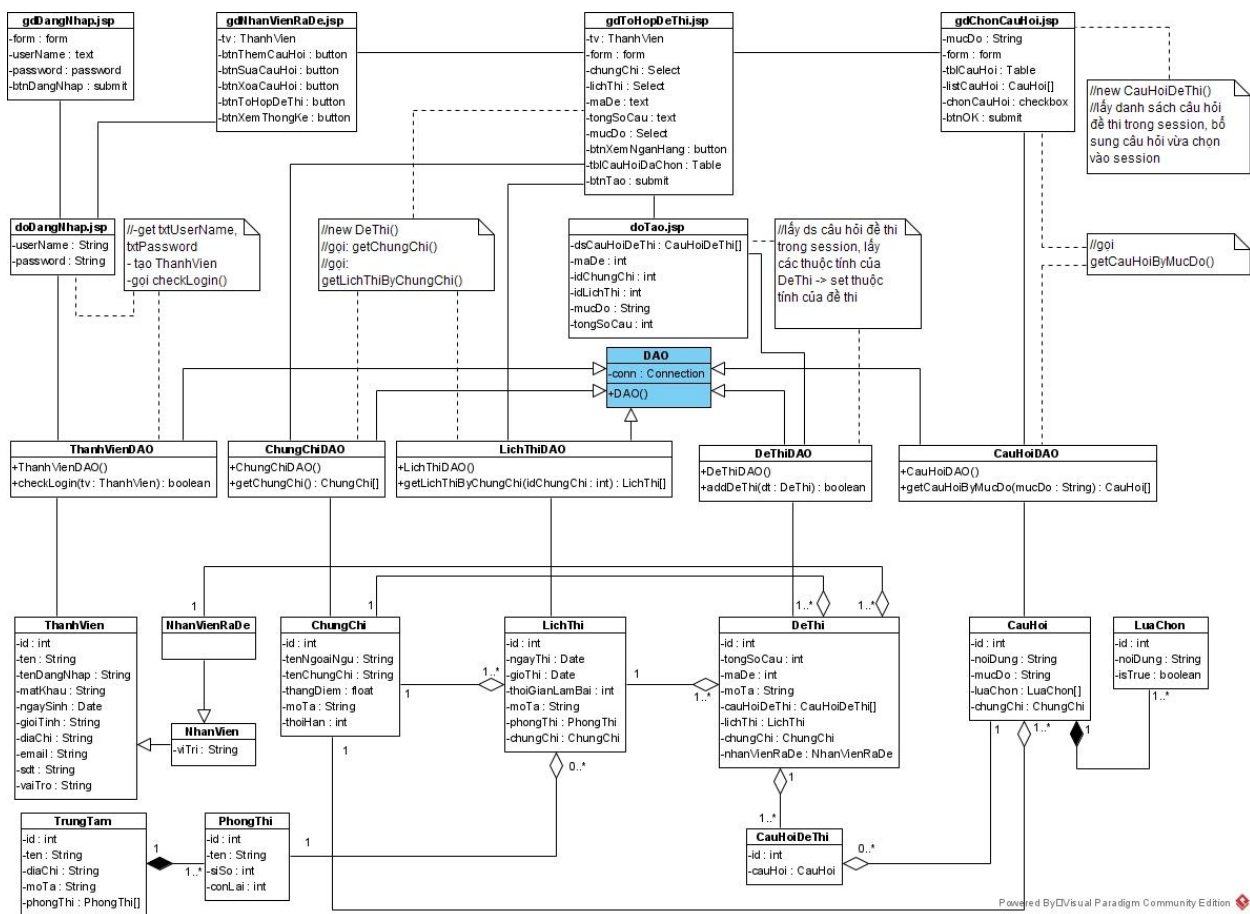 gdDangNhap.jsp
-form : form
-userName : text
-password : password
-btnDangNhap : submit
gdNhanVienRaDe.jsp
-tv : ThanhVien
-btnThemCauHoi : button
-btnSuaCauHoi : button
-btnXoaCauHoi : button
-btnToHopDeThi : button
-btnXemThongKe : button
gdToHopDeThi.jsp
-tv : ThanhVien
-form : form
-chungChi : Select
-lichThi : Select
-maDe : text
-tongSoCau : text
-mucDo : Select
-btnXemNganHang : button
-tblCauHoiDaChon : Table
-btnTao : submit
gdChonCauHoi.jsp
-mucDo : String
-form : form
-tblCauHoi : Table
-listCauHoi : CauHoi[]
-chonCauHoi : checkbox
-btnOK : submit
//new CauHoiDeThi()
//lấy danh sách câu hỏi
đề thi trong session, bổ
sung câu hỏi vừa chọn
vào session
doDangNhap.jsp
-userName : String
-password : String
//-get txtUserName,
txtPassword
- tạo ThanhVien
-gọi checkLogin()
//new DeThi()
//gọi: getChungChi()
//gọi:
getLichThiByChungChi()
doTao.jsp
-dsCauHoiDeThi : CauHoiDeThi[]
-maDe : int
-idChungChi : int
-idLichThi : int
-mucDo : String
-tongSoCau : int
//lấy ds câu hỏi đề thi
trong session, lấy
các thuộc tính của
DeThi -> set thuộc
tính của đề thi
//gọi
getCauHoiByMucDo()
DAO
-conn : Connection
+DAO()
ThanhVienDAO
+ThanhVienDAO()
+checkLogin(tv : ThanhVien) : boolean
ChungChiDAO
+ChungChiDAO()
+getChungChi() : ChungChi[]
LichThiDAO
+LichThiDAO()
+getLichThiByChungChi(idChungChi : int) : LichThi[]
DeThiDAO
+DeThiDAO()
+addDeThi(dt : DeThi) : boolean
CauHoiDAO
+CauHoiDAO()
+getCauHoiByMucDo(mucDo : String) : CauHoi[]
1
1
1..*
1..*
ThanhVien
-id : int
-ten : String
-tenDangNhap : String
-matKhau : String
-ngaySinh : Date
-gioiTinh : String
-diaChi : String
-email : String
-sdt : String
-vaiTro : String
NhanVienRaDe
NhanVien
-viTri : String
ChungChi
-id : int
-tenNgoaiNgu : String
-tenChungChi : String
-thangDiem : float
-moTa : String
-thoiHan : int
1
1..*
1
LichThi
-id : int
-ngayThi : Date
-gioThi : Date
-thoiGianLamBai : int
-moTa : String
-phongThi : PhongThi
-chungChi : ChungChi
1
1..*
0..*
DeThi
-id : int
-tongSoCau : int
-maDe : int
-moTa : String
-cauHoiDeThi : CauHoiDeThi[]
-lichThi : LichThi
-chungChi : ChungChi
-nhanVienRaDe : NhanVienRaDe
1
1..*
CauHoi
-id : int
-noiDung : String
-mucDo : String
-luaChon : LuaChon[]
-chungChi : ChungChi
1
1..*
1
LuaChon
-id : int
-noiDung : String
-isTrue : boolean
1..*
TrungTam
-id : int
-ten : String
-diaChi : String
-moTa : String
-phongThi : PhongThi[]
1
1..*
PhongThi
-id : int
-ten : String
-siSo : int
-conLai : int
1
CauHoiDeThi
-id : int
-cauHoi : CauHoi
0..*
Powered By Visual Paradigm Community Edition